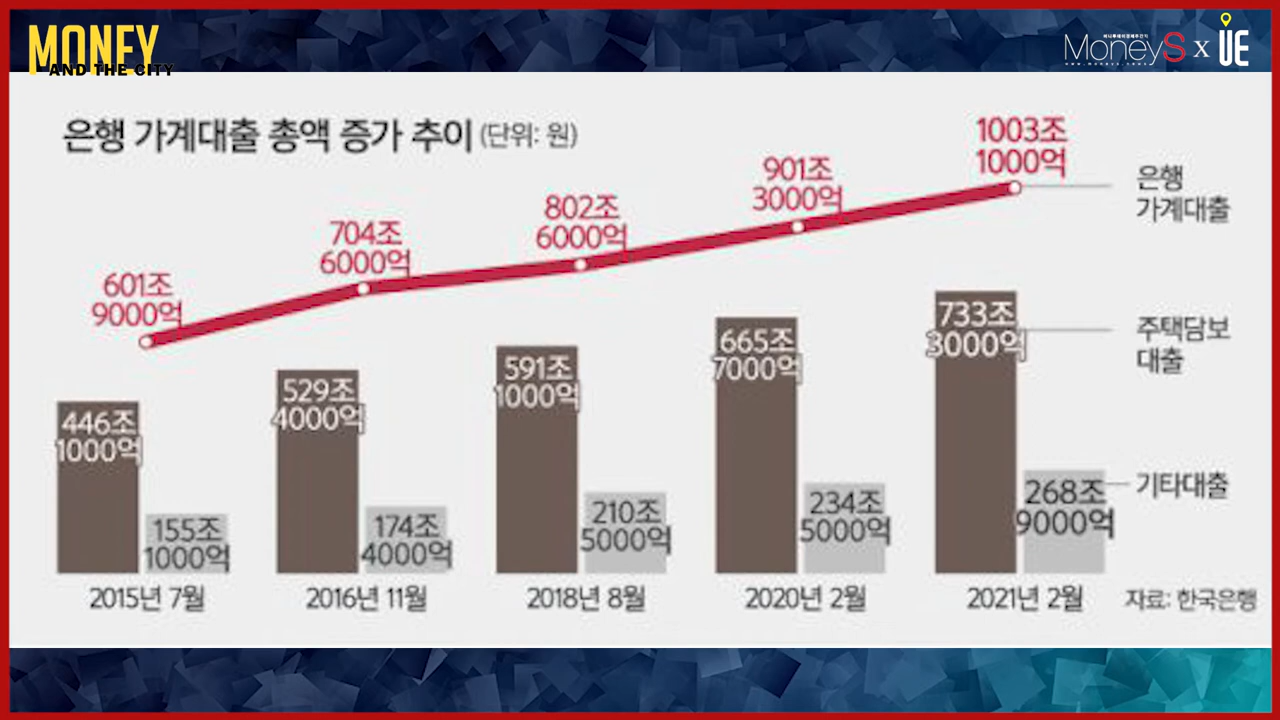 MONEY
AND THE CITY
MoneyS x UE
www.moneys.news
은행 가계대출 총액 증가 추이 (단위: 원)
601조
9000억
704조
6000억
802조
6000억
901조
3000억
1003조
1000억
은행
가계대출
446조
1000억
529조
4000억
591조
1000억
665조
7000억
733조
3000억
주택담보
대출
155조
1000억
174조
4000억
210조
5000억
234조
5000억
268조
9000억
기타대출
2015년 7월
2016년 11월
2018년 8월
2020년 2월
2021년 2월
자료: 한국은행